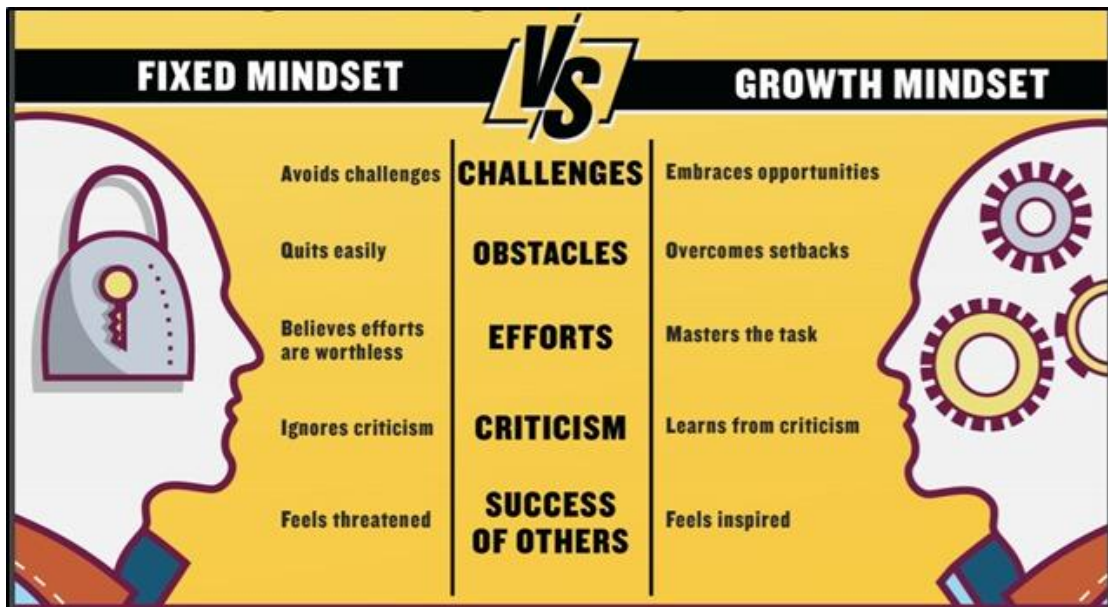 FIXED MINDSET
VS
GROWTH MINDSET
Avoids challenges
CHALLENGES
Embraces opportunities
Quits easily
OBSTACLES
Overcomes setbacks
Believes efforts
are worthless
EFFORTS
Masters the task
Ignores criticism
CRITICISM
Learns from criticism
Feels threatened
SUCCESS
OF OTHERS
Feels inspired